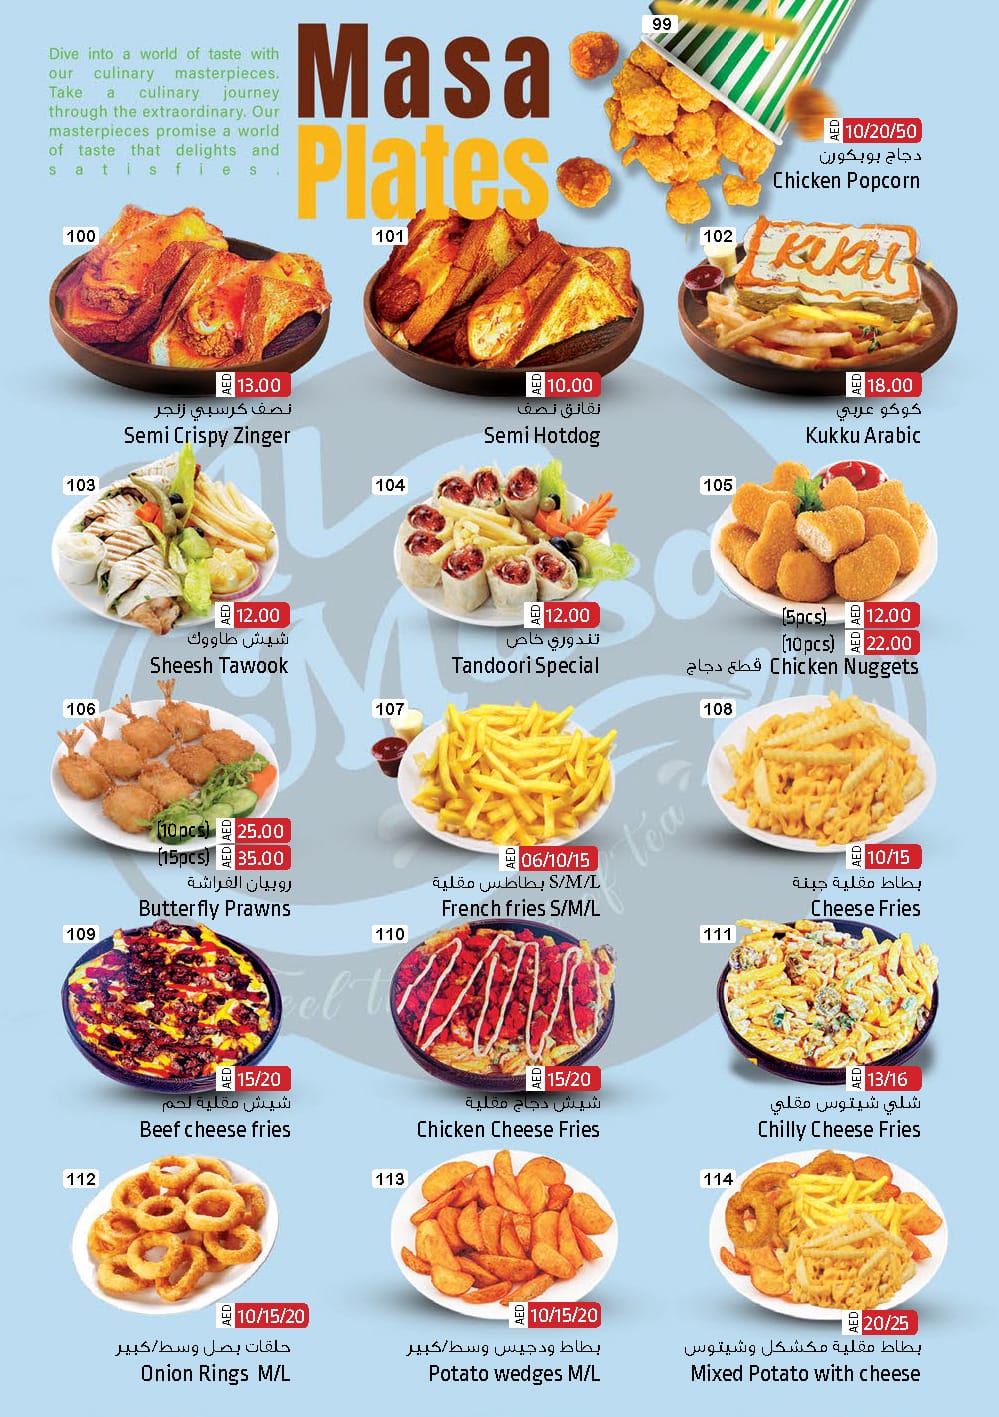 Dive into a world of taste with
our culinary masterpieces.
Take a culinary journey
through the extraordinary. Our
masterpieces promise a world
of taste that delights and
satisfies.
Masa
Plates
99
AED 10/20/50
دجاج بوبكورن
Chicken Popcorn
100
AED 13.00
نصف كرسبي زنجر
Semi Crispy Zinger
101
AED 10.00
نقانق نصف
Semi Hotdog
102
KUKU
AED 18.00
كوكو عربي
Kukku Arabic
103
AED 12.00
شيش طاووك
Sheesh Tawook
104
AED 12.00
تندوري خاص
Tandoori Special
105
(5pcs) AED 12.00
(10pcs) AED 22.00
قطع دجاج Chicken Nuggets
106
(10pcs) AED 25.00
(15pcs) AED 35.00
روبيان الفراشة
Butterfly Prawns
107
AED 06/10/15
بطاطس مقلية S/M/L
French fries S/M/L
108
AED 10/15
بطاط مقلية جبنة
Cheese Fries
109
AED 15/20
شيش مقلية لحم
Beef cheese fries
110
AED 15/20
شيش دجاج مقلية
Chicken Cheese Fries
111
AED 13/16
شلي شيتوس مقلي
Chilly Cheese Fries
112
AED 10/15/20
حلقات بصل وسط/كبير
Onion Rings M/L
113
AED 10/15/20
بطاط ودجيس وسط/كبير
Potato wedges M/L
114
AED 20/25
بطاط مقلية مكشكل وشيتوس
Mixed Potato with cheese